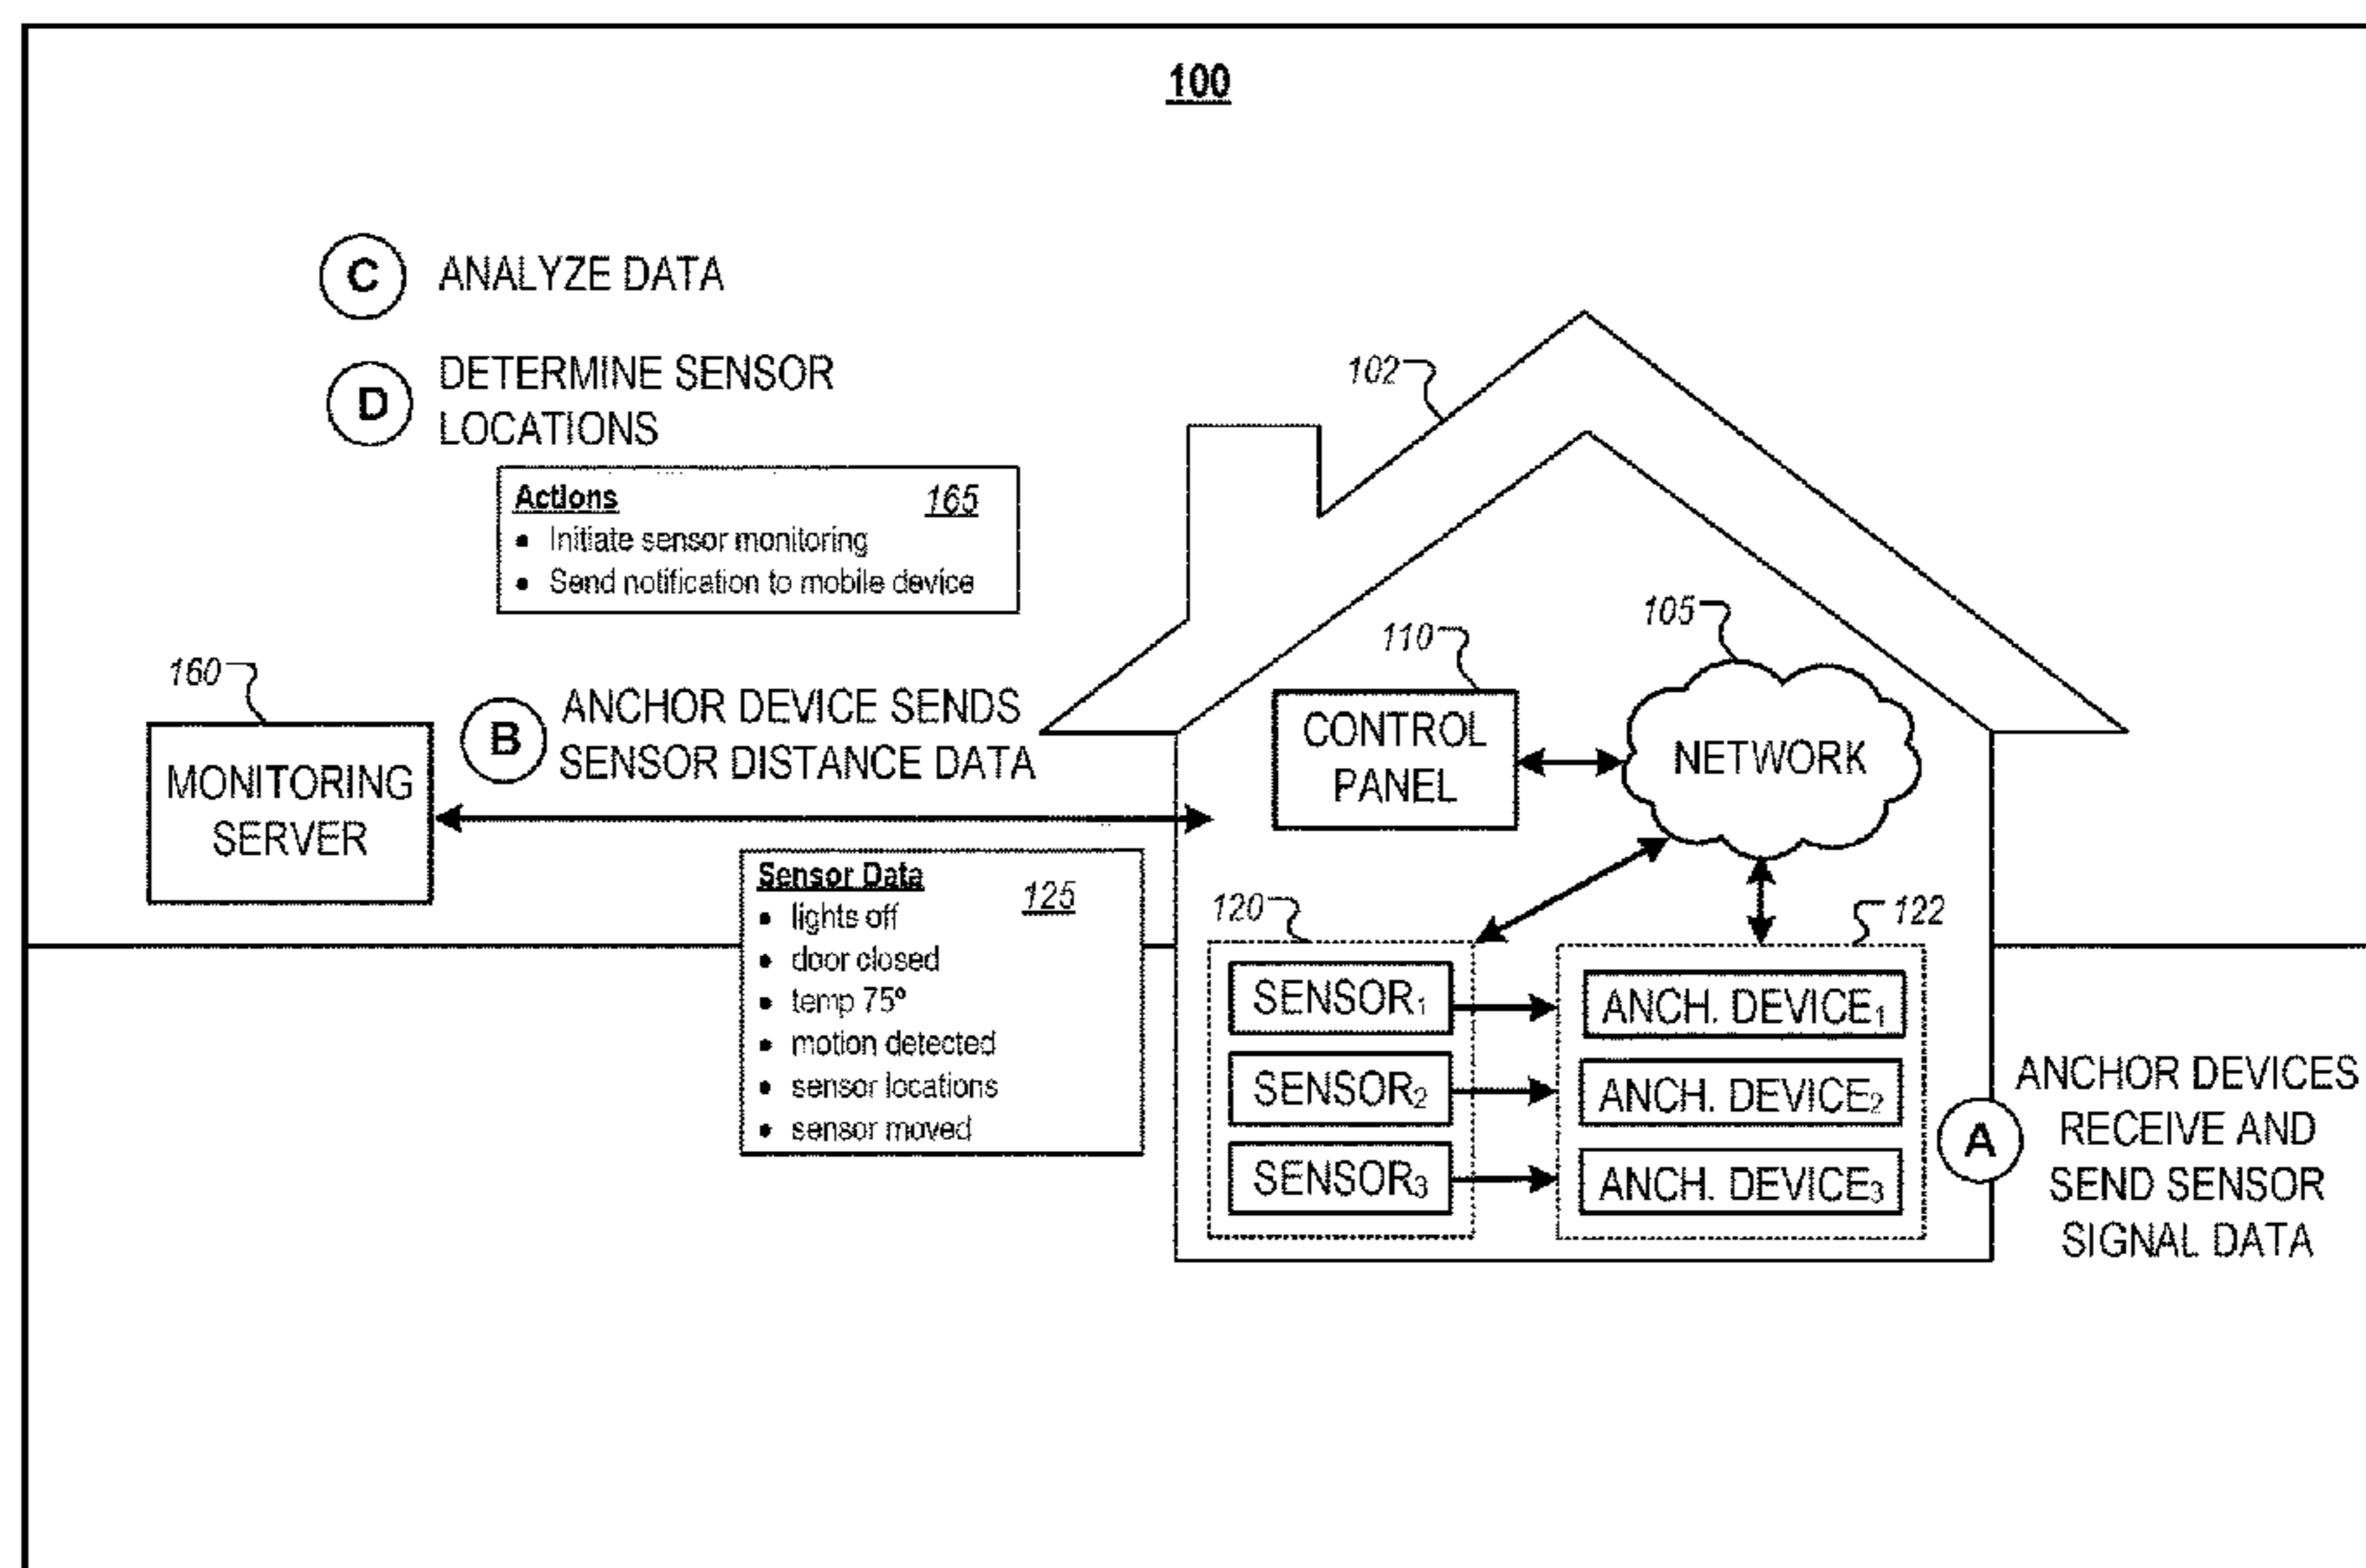 100
C ANALYZE DATA
D DETERMINE SENSOR
LOCATIONS
Actions 165
• Initiate sensor monitoring
• Send notification to mobile device
102
105
110
160
MONITORING
SERVER
B ANCHOR DEVICE SENDS
SENSOR DISTANCE DATA
CONTROL
PANEL
NETWORK
Sensor Data 125
• lights off
• door closed
• temp 75º
• motion detected
• sensor locations
• sensor moved
120
122
SENSOR₁
SENSOR₂
SENSOR₃
ANCH. DEVICE₁
ANCH. DEVICE₂
ANCH. DEVICE₃
A ANCHOR DEVICES
RECEIVE AND
SEND SENSOR
SIGNAL DATA